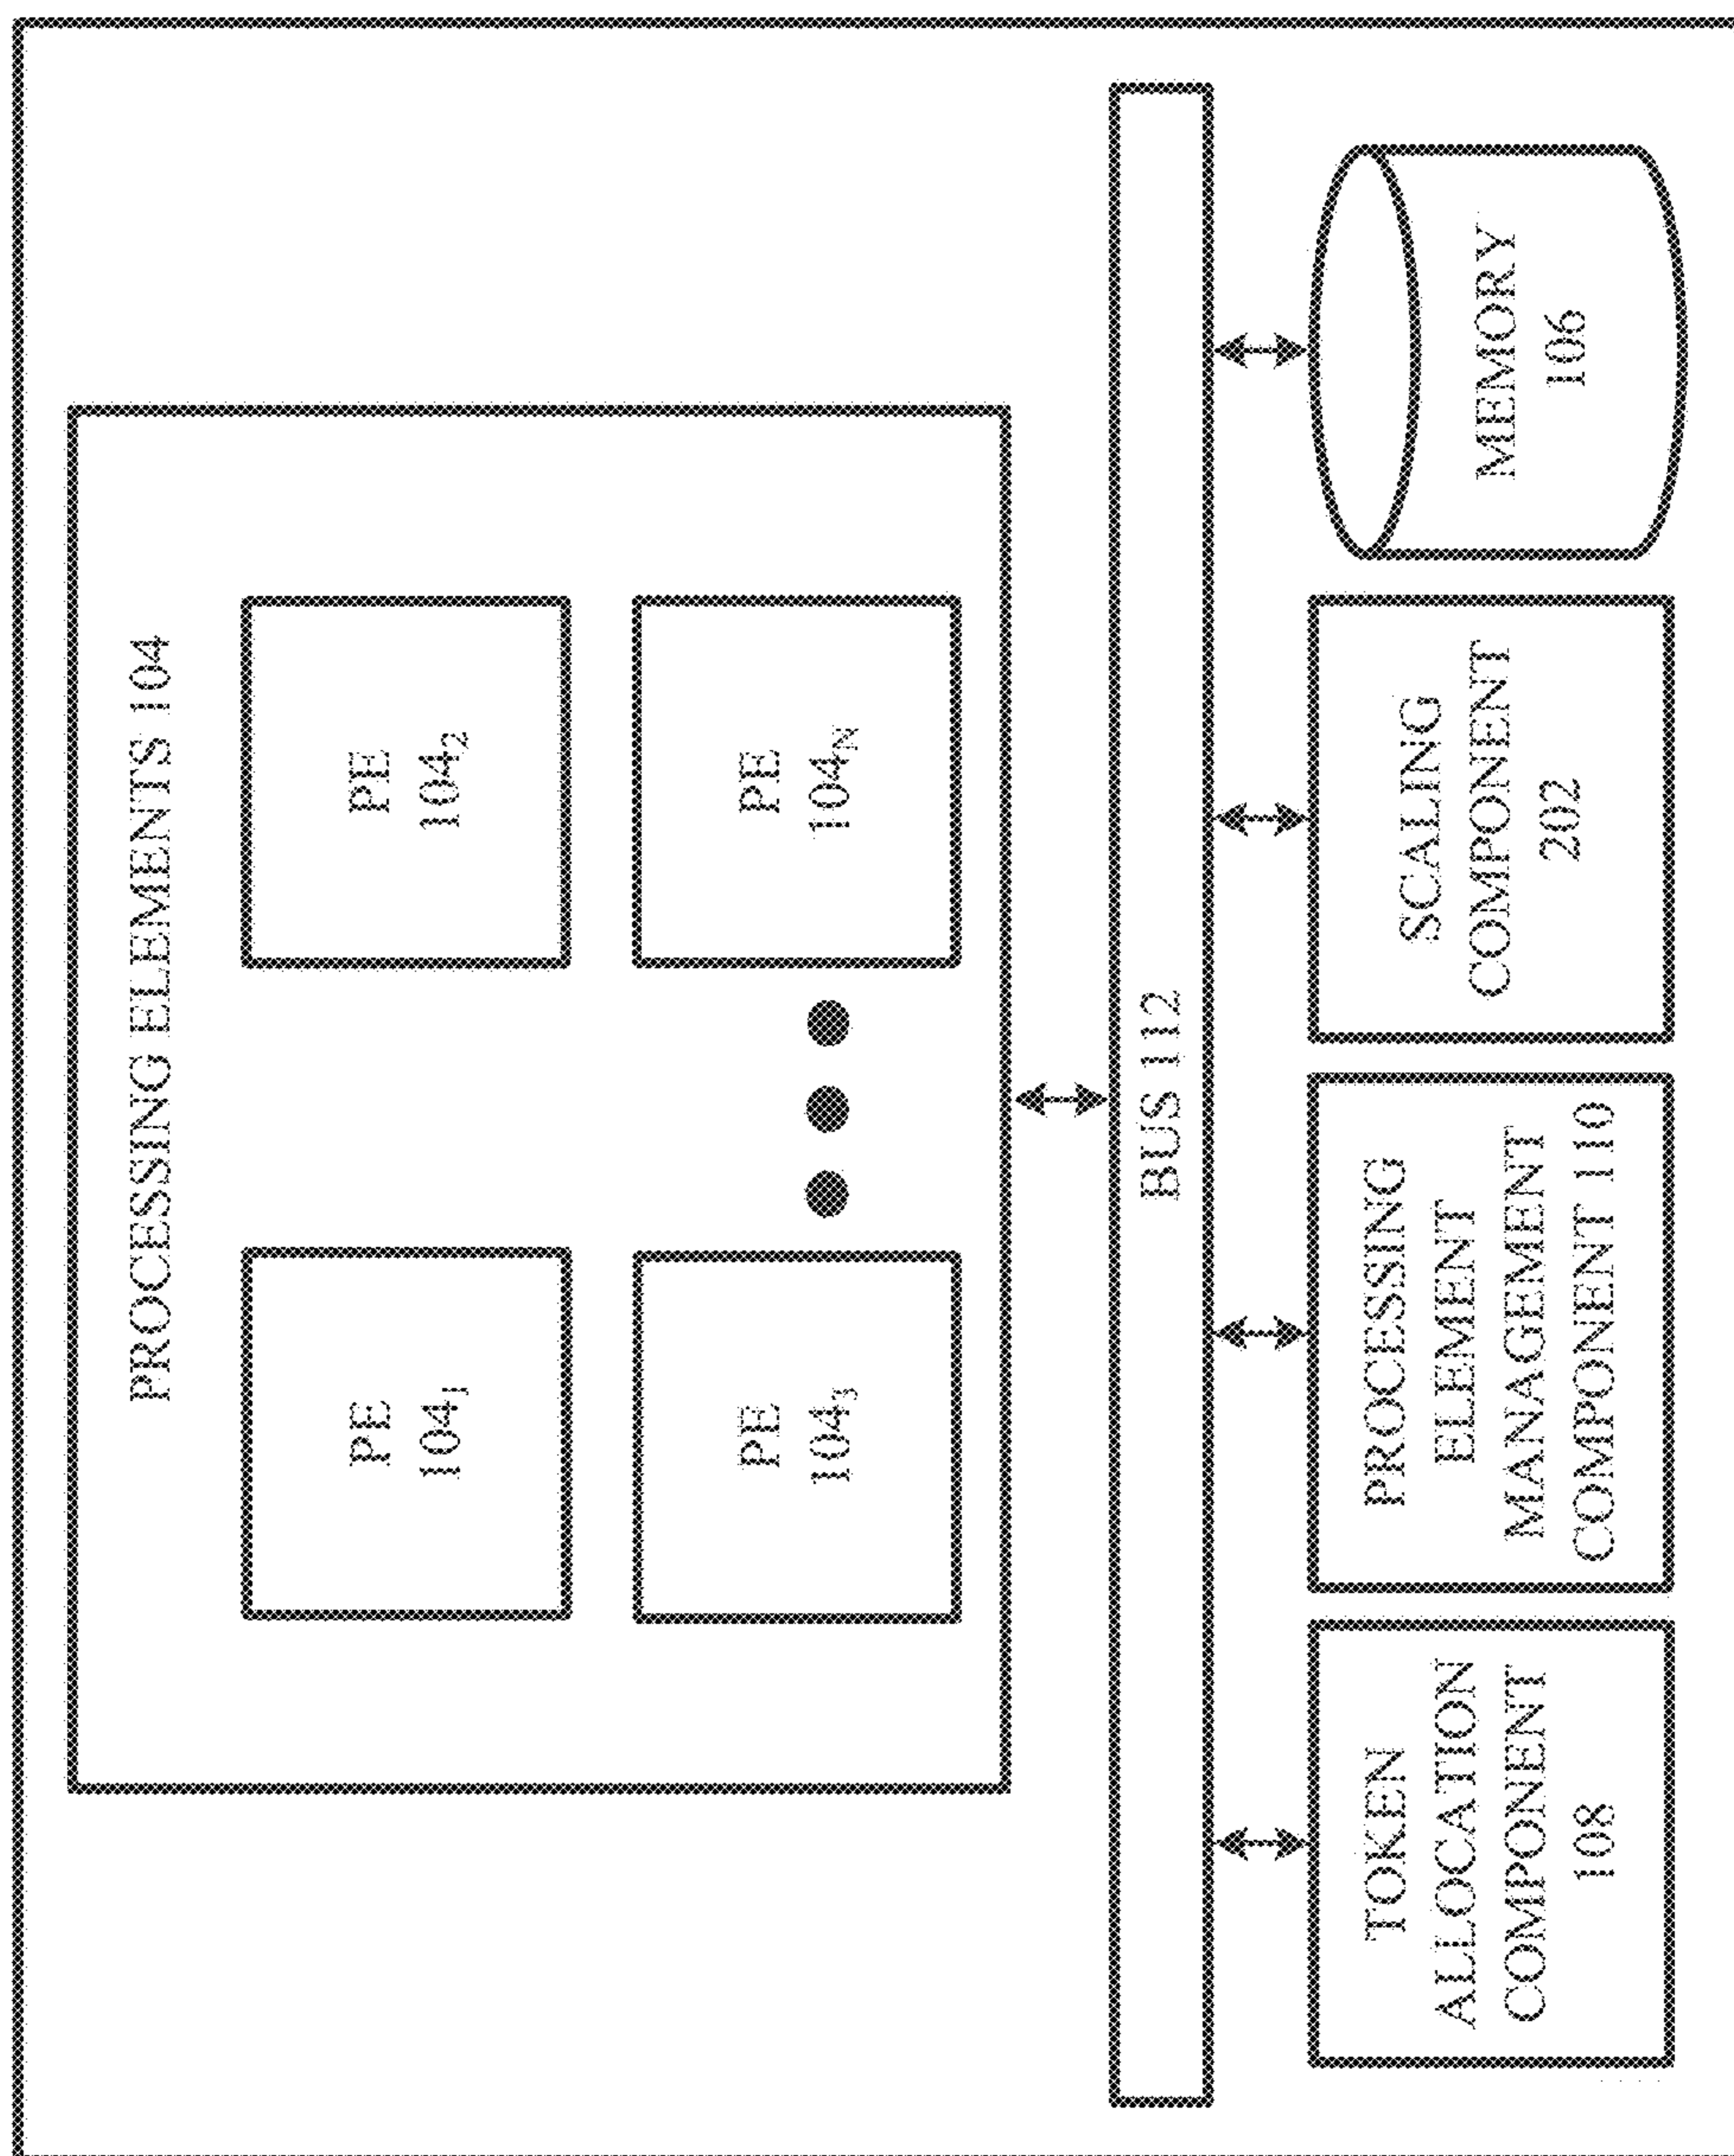 PROCESSING ELEMENTS 104
PE
104₁
PE
104₂
PE
104₃
PE
104N
BUS 112
TOKEN
ALLOCATION
COMPONENT
108
PROCESSING
ELEMENT
MANAGEMENT
COMPONENT 110
SCALING
COMPONENT
202
MEMORY
106